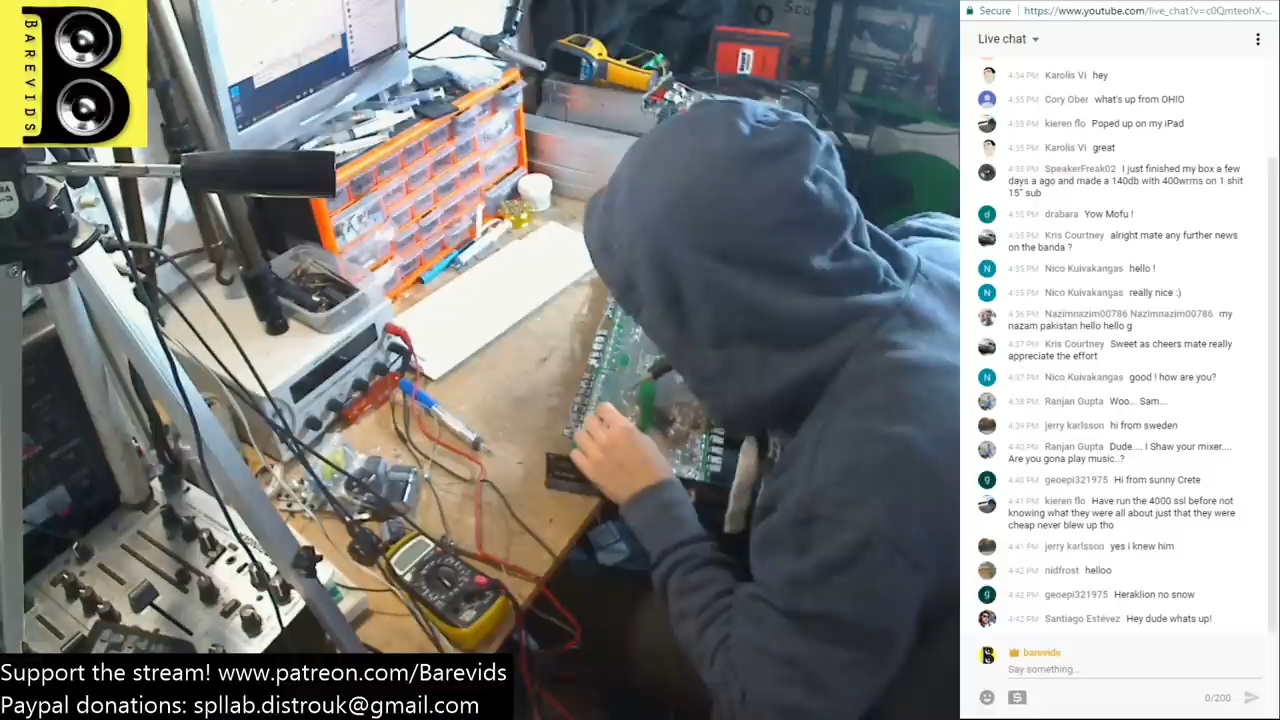 BAREVIDS
Secure https://www.youtube.com/live_chat?v=c0QmteohX-...
Live chat
4:34 PM Karolis Vi hey
4:35 PM Cory Ober what's up from OHIO
4:35 PM kieren flo Poped up on my iPad
4:35 PM Karolis Vi great
4:35 PM SpeakerFreak02 I just finished my box a few
days a ago and made a 140db with 400wrms on 1 shit
15" sub
4:35 PM drabara Yow Mofu !
4:35 PM Kris Courtney alright mate any further news
on the banda ?
4:35 PM Nico Kuivakangas hello !
4:35 PM Nico Kuivakangas really nice :)
4:36 PM Nazimnazim00786 Nazimnazim00786 my
nazam pakistan hello hello g
4:37 PM Kris Courtney Sweet as cheers mate really
appreciate the effort
4:37 PM Nico Kuivakangas good ! how are you?
4:38 PM Ranjan Gupta Woo... Sam...
4:39 PM jerry karlsson hi from sweden
4:40 PM Ranjan Gupta Dude.... I Shaw your mixer....
Are you gona play music..?
4:40 PM geoepi321975 Hi from sunny Crete
4:41 PM kieren flo Have run the 4000 ssl before not
knowing what they were all about just that they were
cheap never blew up tho
4:41 PM jerry karlsson yes i knew him
4:42 PM nidfrost helloo
4:42 PM geoepi321975 Heraklion no snow
4:42 PM Santiago Estévez Hey dude whats up!
barevids
Say something...
0/200
Support the stream! www.patreon.com/Barevids
Paypal donations: spllab.distrouk@gmail.com